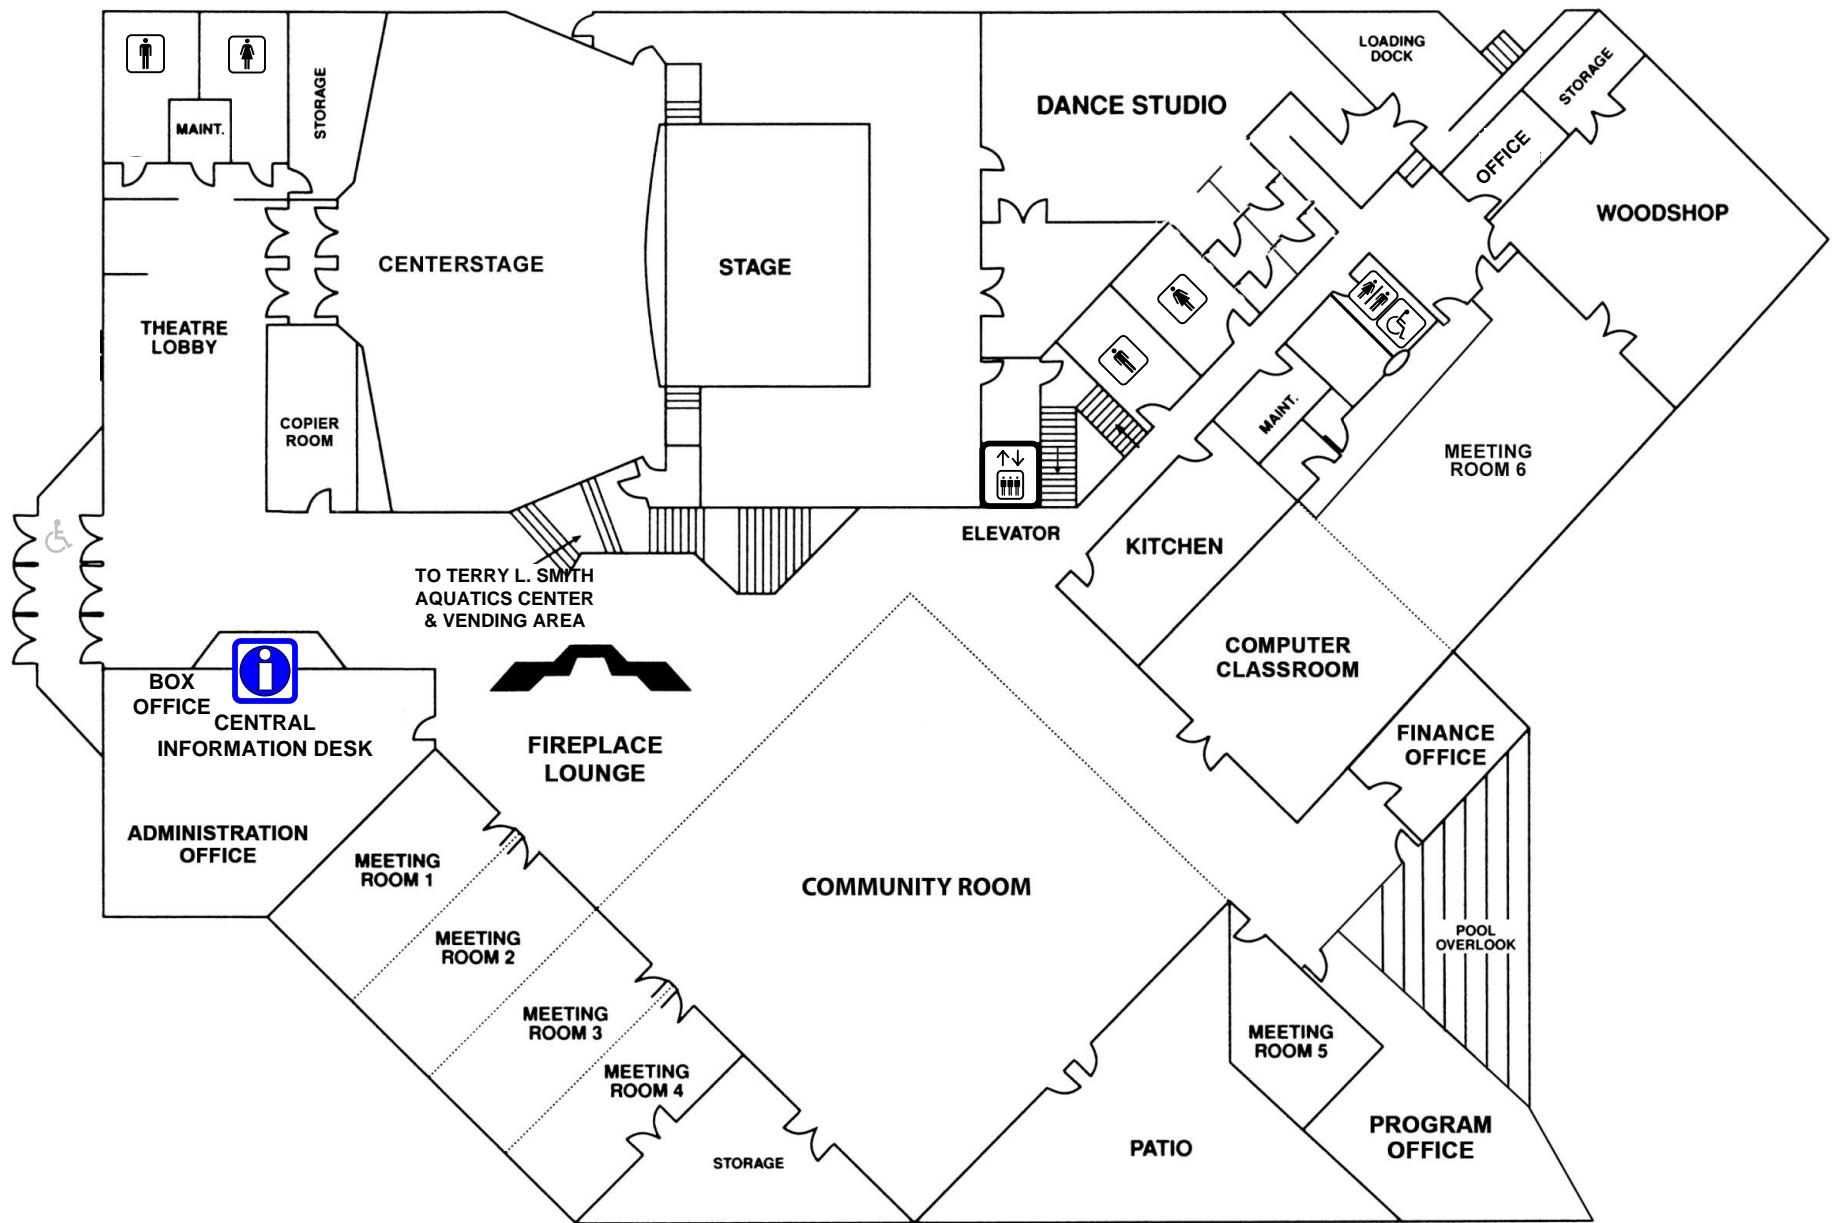 LOADING
DOCK
STORAGE
STORAGE
DANCE STUDIO
MAINT.
OFFICE
WOODSHOP
CENTERSTAGE
STAGE
THEATRE
LOBBY
COPIER
ROOM
MAINT.
MEETING
ROOM 6
ELEVATOR
KITCHEN
TO TERRY L. SMITH
AQUATICS CENTER
& VENDING AREA
COMPUTER
CLASSROOM
BOX
OFFICE
i
CENTRAL
INFORMATION DESK
FIREPLACE
LOUNGE
FINANCE
OFFICE
ADMINISTRATION
OFFICE
MEETING
ROOM 1
COMMUNITY ROOM
MEETING
ROOM 2
POOL
OVERLOOK
MEETING
ROOM 3
MEETING
ROOM 5
MEETING
ROOM 4
PROGRAM
OFFICE
PATIO
STORAGE